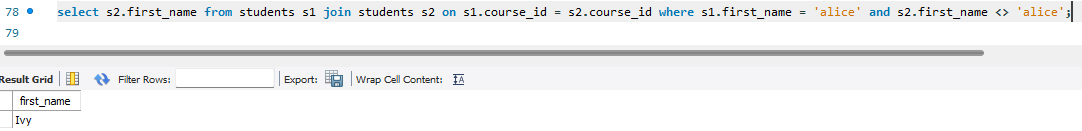 78 select s2.first_name from students s1 join students s2 on s1.course_id = s2.course_id where s1.first_name = 'alice' and s2.first_name <> 'alice';
79
Result Grid Filter Rows: Export: Wrap Cell Content: IA
first_name
Ivy